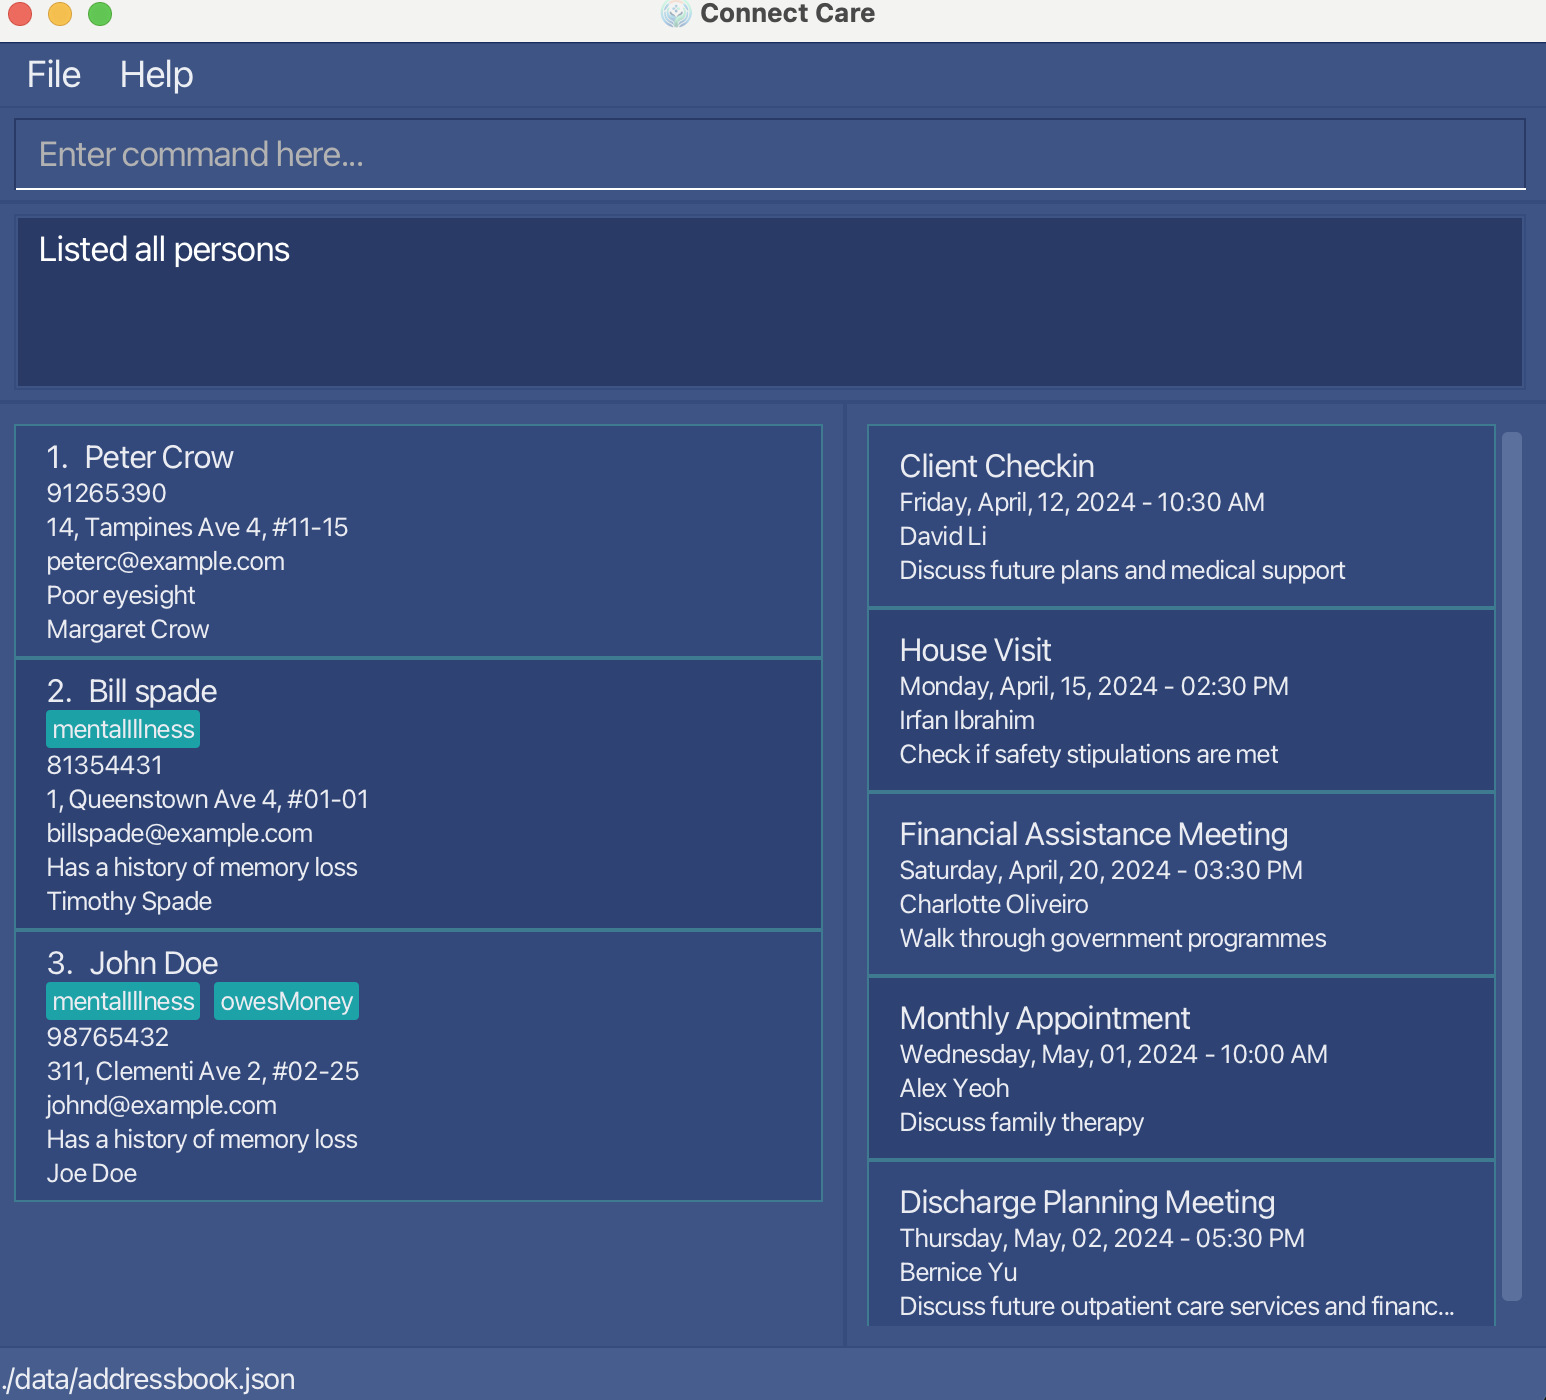 Connect Care
File Help
Enter command here...
Listed all persons
1. Peter Crow
91265390
14, Tampines Ave 4, #11-15
peterc@example.com
Poor eyesight
Margaret Crow
2. Bill spade
mentalIllness
81354431
1, Queenstown Ave 4, #01-01
billspade@example.com
Has a history of memory loss
Timothy Spade
3. John Doe
mentalIllness owesMoney
98765432
311, Clementi Ave 2, #02-25
johnd@example.com
Has a history of memory loss
Joe Doe
Client Checkin
Friday, April, 12, 2024 - 10:30 AM
David Li
Discuss future plans and medical support
House Visit
Monday, April, 15, 2024 - 02:30 PM
Irfan Ibrahim
Check if safety stipulations are met
Financial Assistance Meeting
Saturday, April, 20, 2024 - 03:30 PM
Charlotte Oliveiro
Walk through government programmes
Monthly Appointment
Wednesday, May, 01, 2024 - 10:00 AM
Alex Yeoh
Discuss family therapy
Discharge Planning Meeting
Thursday, May, 02, 2024 - 05:30 PM
Bernice Yu
Discuss future outpatient care services and financ...
./data/addressbook.json